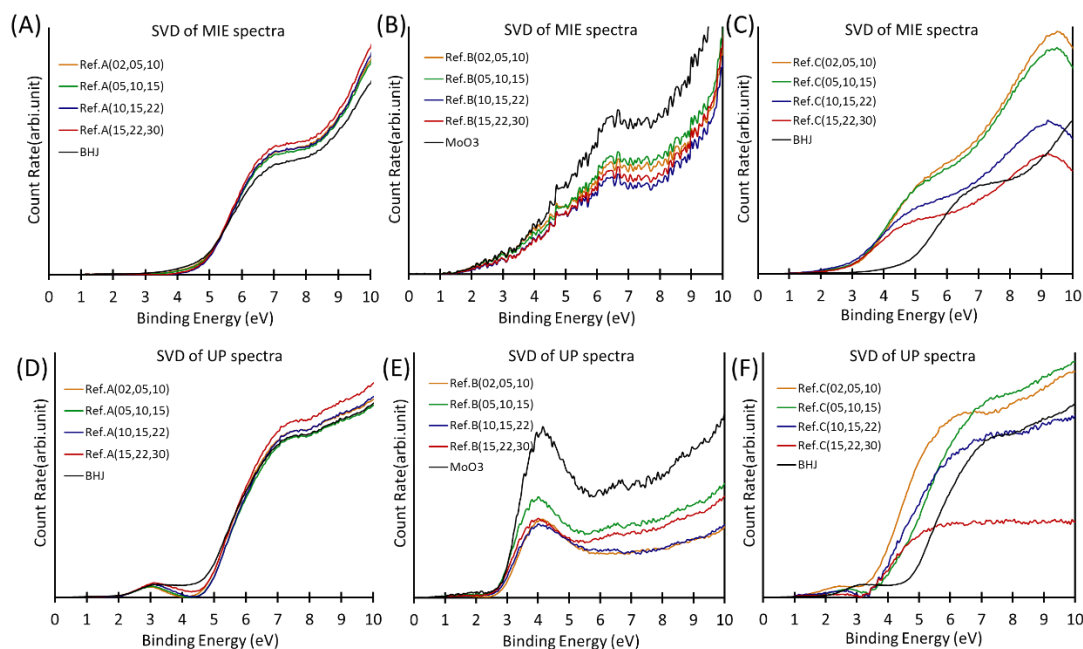 (A)
SVD of MIE spectra
Ref.A(02,05,10)
Ref.A(05,10,15)
Ref.A(10,15,22)
Ref.A(15,22,30)
BHJ
Count Rate(arbi.unit)
0 1 2 3 4 5 6 7 8 9 10
Binding Energy (eV)
(B)
SVD of MIE spectra
Ref.B(02,05,10)
Ref.B(05,10,15)
Ref.B(10,15,22)
Ref.B(15,22,30)
MoO3
Count Rate(arbi.unit)
0 1 2 3 4 5 6 7 8 9 10
Binding Energy (eV)
(C)
SVD of MIE spectra
Ref.C(02,05,10)
Ref.C(05,10,15)
Ref.C(10,15,22)
Ref.C(15,22,30)
BHJ
Count Rate(arbi.unit)
0 1 2 3 4 5 6 7 8 9 10
Binding Energy (eV)
(D)
SVD of UP spectra
Ref.A(02,05,10)
Ref.A(05,10,15)
Ref.A(10,15,22)
Ref.A(15,22,30)
BHJ
Count Rate(arbi.unit)
0 1 2 3 4 5 6 7 8 9 10
Binding Energy (eV)
(E)
SVD of UP spectra
Ref.B(02,05,10)
Ref.B(05,10,15)
Ref.B(10,15,22)
Ref.B(15,22,30)
MoO3
Count Rate(arbi.unit)
0 1 2 3 4 5 6 7 8 9 10
Binding Energy (eV)
(F)
SVD of UP spectra
Ref.C(02,05,10)
Ref.C(05,10,15)
Ref.C(10,15,22)
Ref.C(15,22,30)
BHJ
Count Rate(arbi.unit)
0 1 2 3 4 5 6 7 8 9 10
Binding Energy (eV)